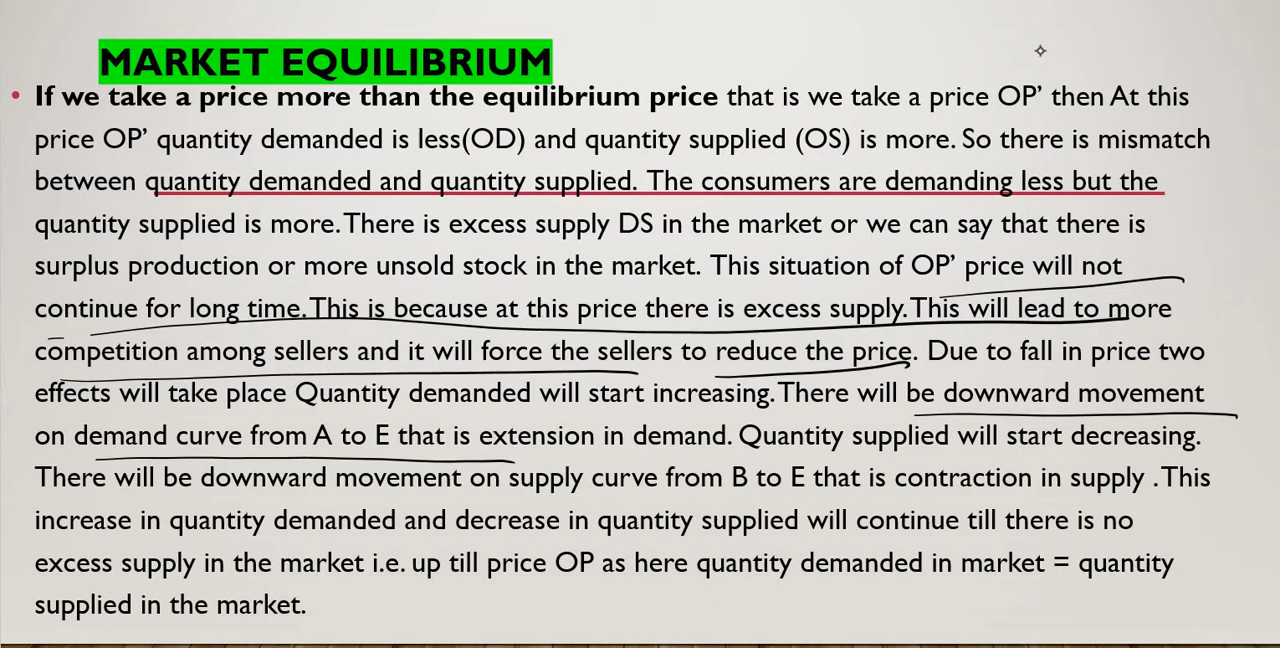 MARKET EQUILIBRIUM
• If we take a price more than the equilibrium price that is we take a price OP’ then At this
price OP’ quantity demanded is less(OD) and quantity supplied (OS) is more. So there is mismatch
between quantity demanded and quantity supplied. The consumers are demanding less but the
quantity supplied is more. There is excess supply DS in the market or we can say that there is
surplus production or more unsold stock in the market. This situation of OP’ price will not
continue for long time. This is because at this price there is excess supply. This will lead to more
competition among sellers and it will force the sellers to reduce the price. Due to fall in price two
effects will take place Quantity demanded will start increasing. There will be downward movement
on demand curve from A to E that is extension in demand. Quantity supplied will start decreasing.
There will be downward movement on supply curve from B to E that is contraction in supply . This
increase in quantity demanded and decrease in quantity supplied will continue till there is no
excess supply in the market i.e. up till price OP as here quantity demanded in market = quantity
supplied in the market.